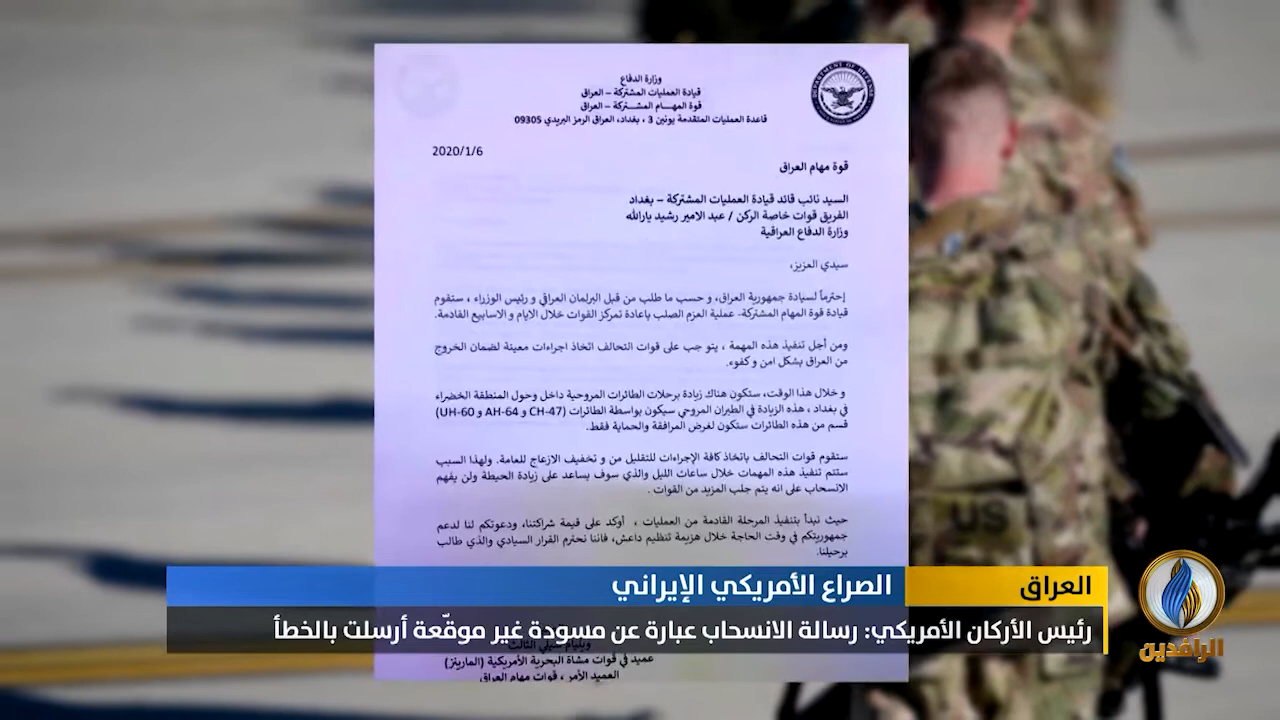 وزارة الدفاع
قيادة العمليات المشتركة – العراق
قوة المهام المشتركة – العراق
قاعدة العمليات المتقدمة يونين 3 ، بغداد، العراق الرمز البريدي 09305
DEPARTMENT OF DEFENSE
2020/1/6
قوة مهام العراق
السيد نائب قائد قيادة العمليات المشتركة – بغداد
الفريق قوات خاصة الركن / عبد الامير رشيد يارالله
وزارة الدفاع العراقية
سيدي العزيز،
إحترماً لسيادة جمهورية العراق، و حسب ما طلب من قبل البرلمان العراقي و رئيس الوزراء ، ستقوم
قيادة قوة المهام المشتركة- عملية العزم الصلب باعادة تمركز القوات خلال الايام و الاسابيع القادمة.
ومن أجل تنفيذ هذه المهمة ، يتو جب على قوات التحالف اتخاذ اجراءات معينة لضمان الخروج
من العراق بشكل امن وكفوء.
و خلال هذا الوقت، ستكون هناك زيادة برحلات الطائرات المروحية داخل وحول المنطقة الخضراء
في بغداد ، هذه الزيادة في الطيران المروحي سيكون بواسطة الطائرات (CH-47 و AH-64 و UH-60)
قسم من هذه الطائرات ستكون لغرض المرافقة والحماية فقط.
ستقوم قوات التحالف باتخاذ كافة الإجراءات للتقليل من و تخفيف الازعاج للعامة. ولهذا السبب
ستتم تنفيذ هذه المهمات خلال ساعات الليل والذي سوف يساعد على زيادة الحيطة ولن يفهم
الانسحاب على انه يتم جلب المزيد من القوات .
حيث نبدأ بتنفيذ المرحلة القادمة من العمليات ، أوكد على قيمة شراكتنا، ودعوتكم لنا لدعم
جمهوريتكم في وقت الحاجة خلال هزيمة تنظيم داعش، فاننا نحترم القرار السيادي والذي طالب
برحيلنا.
US
العراق
الصراع الأمريكي الإيراني
رئيس الأركان الأمريكي: رسالة الانسحاب عبارة عن مسودة غير موقّعة أرسلت بالخطأ
الرافدين
عميد في قوات مشاة البحرية الأمريكية (المارينز)
العميد الأمر ، قوات مهام العراق